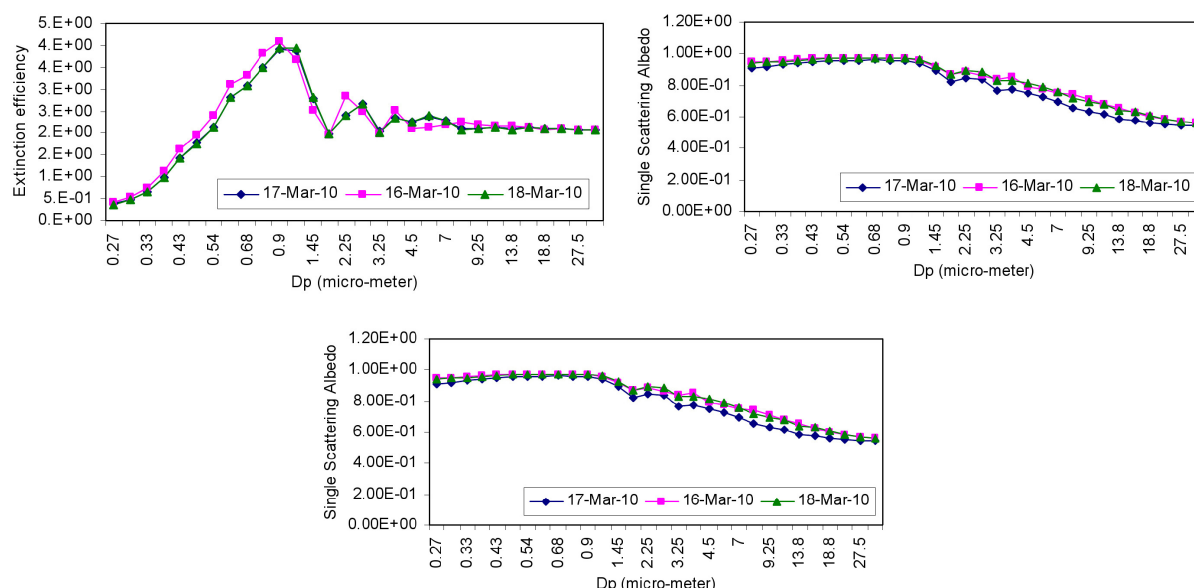 Extinction efficiency
5.E+00
4.E+00
4.E+00
3.E+00
3.E+00
2.E+00
2.E+00
1.E+00
5.E-01
0.E+00
17-Mar-10 16-Mar-10 18-Mar-10
0.27 0.33 0.43 0.54 0.68 0.9 1.45 2.25 3.25 4.5 7 9.25 13.8 18.8 27.5
Dp (micro-meter)
Single Scattering Albedo
1.20E+00
1.00E+00
8.00E-01
6.00E-01
4.00E-01
2.00E-01
0.00E+00
17-Mar-10 16-Mar-10 18-Mar-10
0.27 0.33 0.43 0.54 0.68 0.9 1.45 2.25 3.25 4.5 7 9.25 13.8 18.8 27.5
Dp (micro-meter)
Single Scattering Albedo
1.20E+00
1.00E+00
8.00E-01
6.00E-01
4.00E-01
2.00E-01
0.00E+00
17-Mar-10 16-Mar-10 18-Mar-10
0.27 0.33 0.43 0.54 0.68 0.9 1.45 2.25 3.25 4.5 7 9.25 13.8 18.8 27.5
Dp (micro-meter)